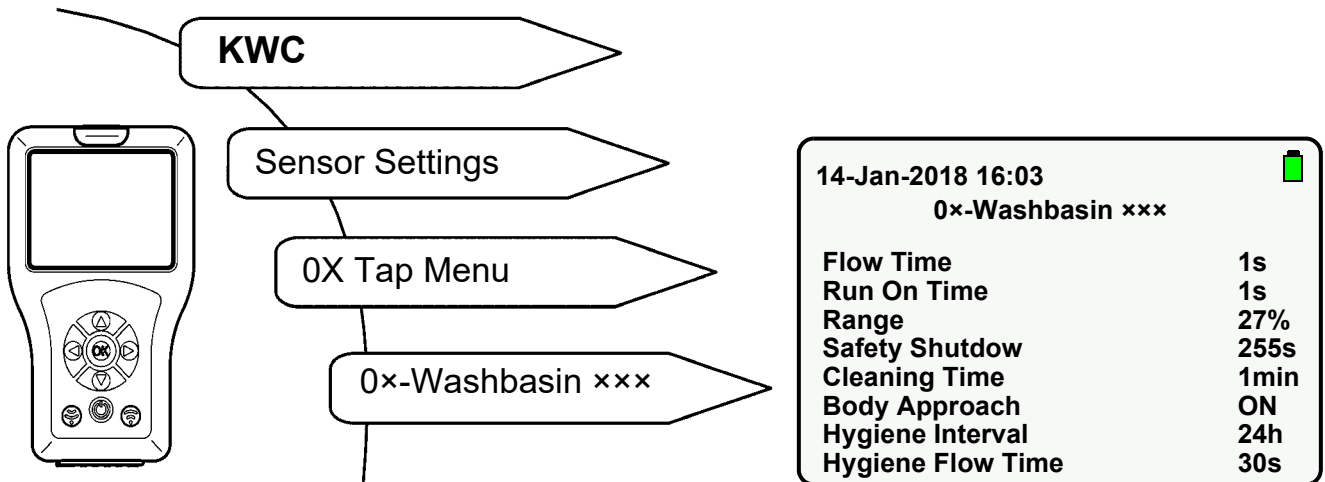 KWC
Sensor Settings
0X Tap Menu
0×-Washbasin ×××
OK
14-Jan-2018 16:03
0×-Washbasin ×××
Flow Time 1s
Run On Time 1s
Range 27%
Safety Shutdow 255s
Cleaning Time 1min
Body Approach ON
Hygiene Interval 24h
Hygiene Flow Time 30s